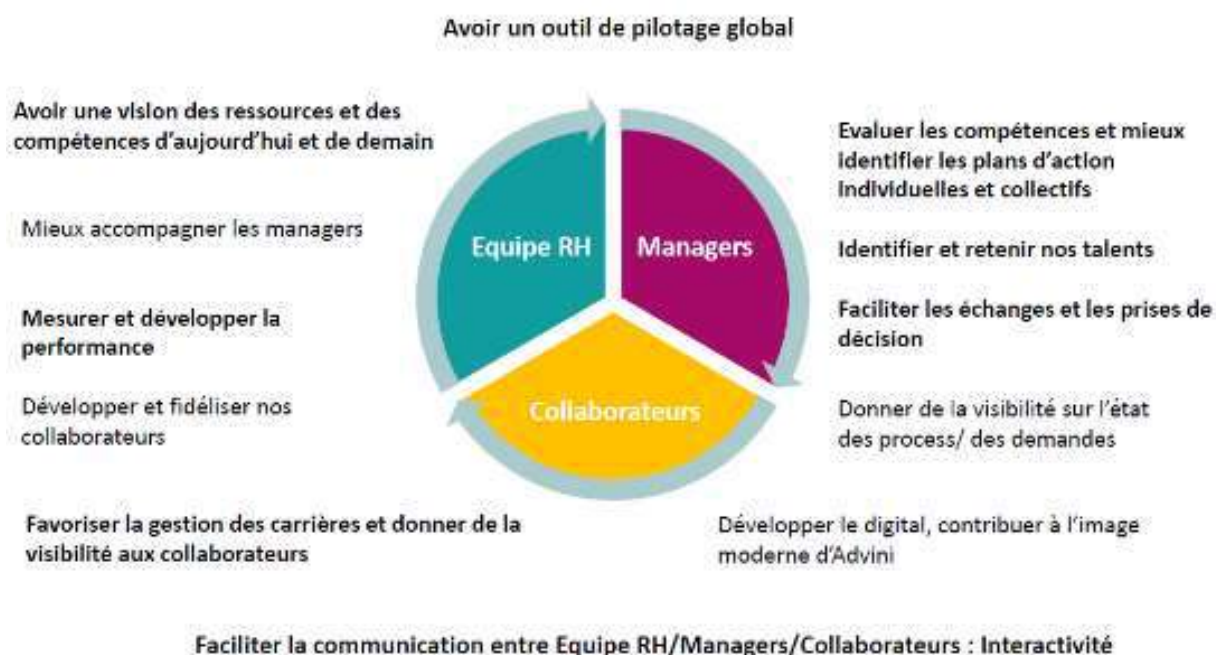 Avoir un outil de pilotage global
Avoir une vision des ressources et des
compétences d'aujourd'hui et de demain
Mieux accompagner les managers
Mesurer et développer la
performance
Développer et fidéliser nos
collaborateurs
Favoriser la gestion des carrières et donner de la
visibilité aux collaborateurs
Equipe RH
Managers
Collaborateurs
Evaluer les compétences et mieux
identifier les plans d'action
individuelles et collectifs
Identifier et retenir nos talents
Faciliter les échanges et les prises de
décision
Donner de la visibilité sur l'état
des process/ des demandes
Développer le digital, contribuer à l'image
moderne d'Advini
Faciliter la communication entre Equipe RH/Managers/Collaborateurs : Interactivité